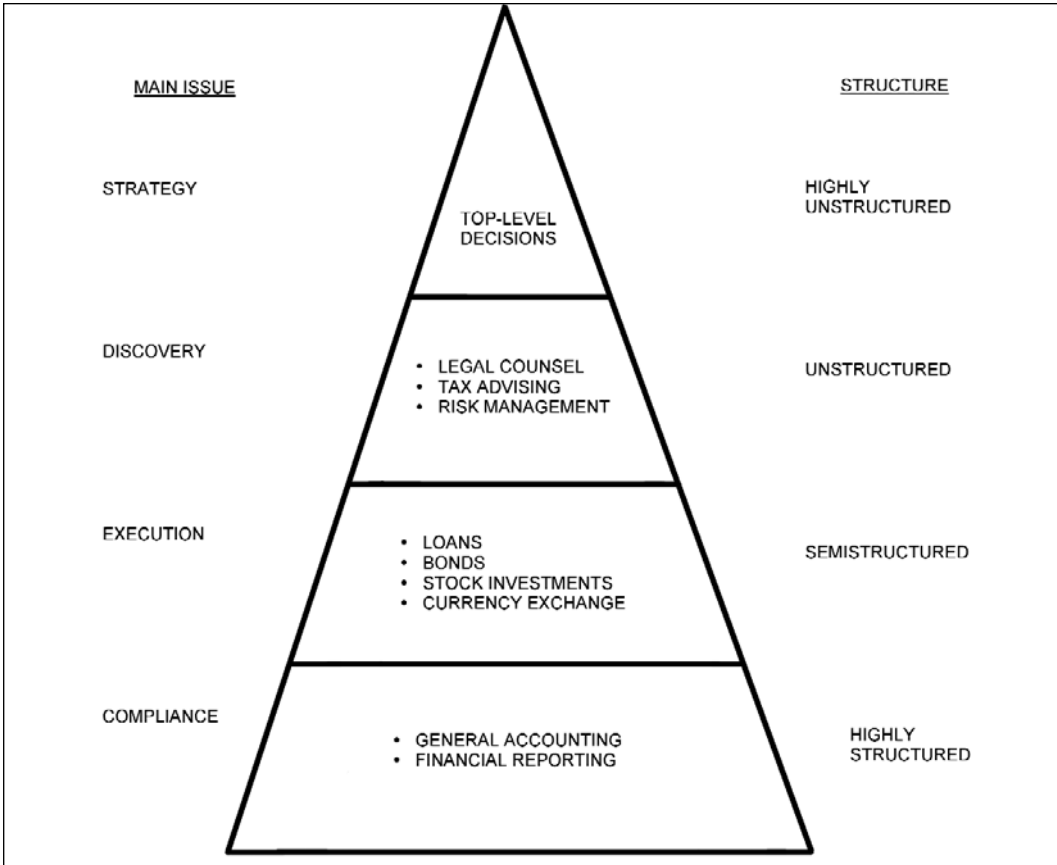 MAIN ISSUE
STRUCTURE
STRATEGY
HIGHLY
UNSTRUCTURED
TOP-LEVEL
DECISIONS
DISCOVERY
• LEGAL COUNSEL
• TAX ADVISING
• RISK MANAGEMENT
UNSTRUCTURED
EXECUTION
• LOANS
• BONDS
• STOCK INVESTMENTS
• CURRENCY EXCHANGE
SEMISTRUCTURED
COMPLIANCE
• GENERAL ACCOUNTING
• FINANCIAL REPORTING
HIGHLY
STRUCTURED